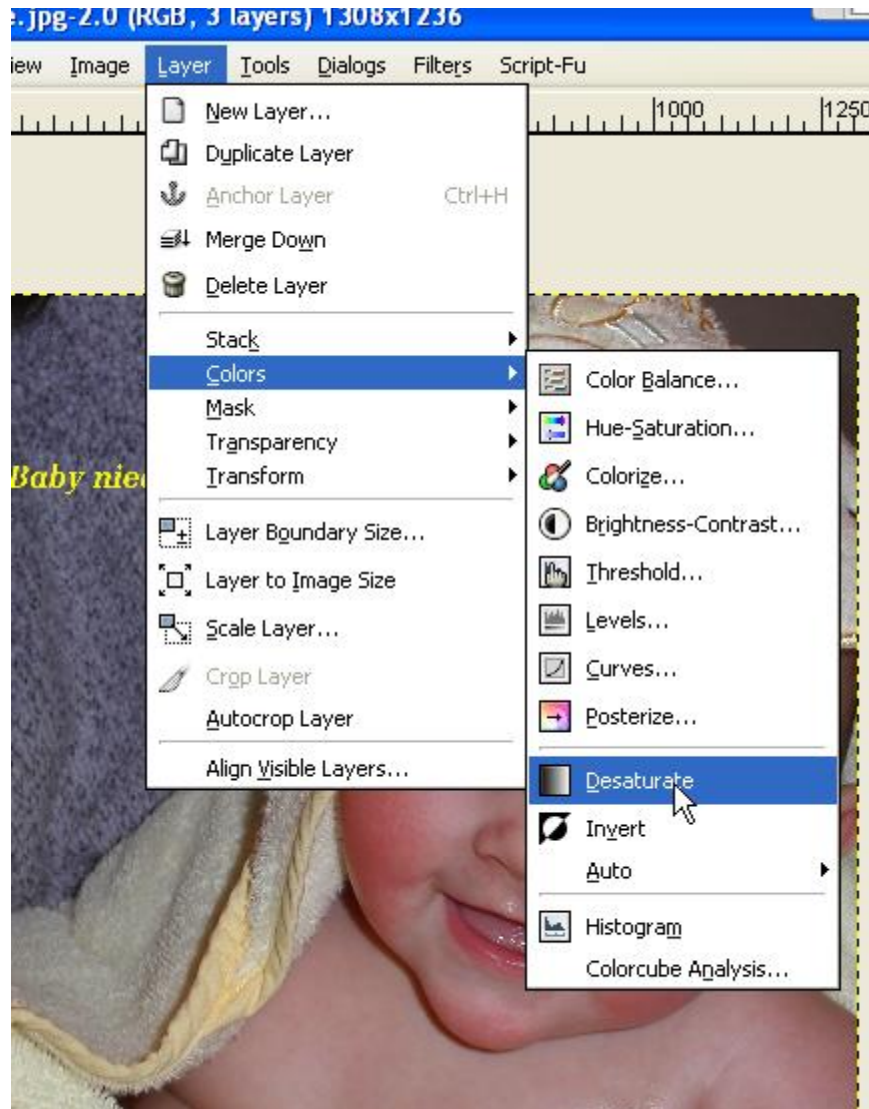 e.jpg-2.0 (RGB, 3 layers) 1308x1236
iew Image Layer Tools Dialogs Filters Script-Fu
1000 1250
New Layer...
Duplicate Layer
Anchor Layer Ctrl+H
Merge Down
Delete Layer
Stack
Colors
Mask
Transparency
Transform
Layer Boundary Size...
Layer to Image Size
Scale Layer...
Crop Layer
Autocrop Layer
Align Visible Layers...
Color Balance...
Hue-Saturation...
Colorize...
Brightness-Contrast...
Threshold...
Levels...
Curves...
Posterize...
Desaturate
Invert
Auto
Histogram
Colorcube Analysis...
Baby